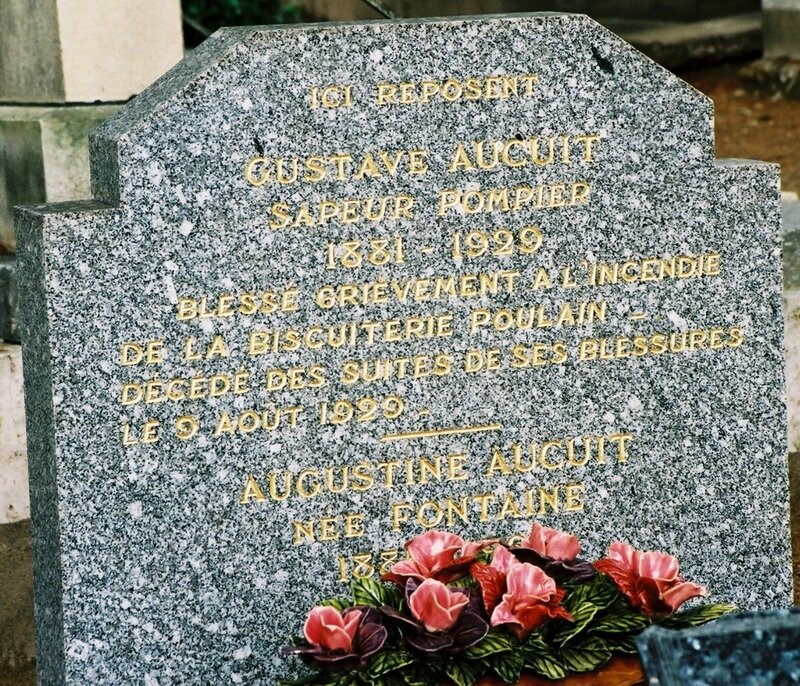 ICI REPOSENT
GUSTAVE AUCUIT
SAPEUR POMPIER
1881 - 1929
BLESSÉ GRIÈVEMENT A L'INCENDIE
DE LA BISCUITERIE POULAIN -
DÉCÉDÉ DES SUITES DE SES BLESSURES
LE 9 AOÛT 1929 -
AUGUSTINE AUCUIT
NÉE FONTAINE